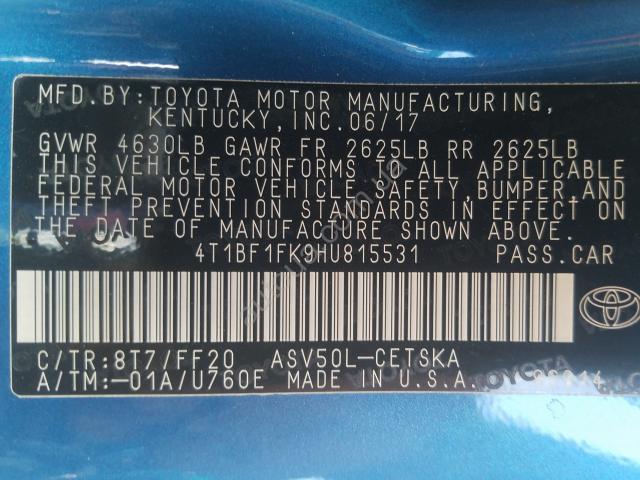 MFD. BY: TOYOTA MOTOR MANUFACTURING,
KENTUCKY, INC. 06/17
GVWR 4630LB GAWR FR 2625LB RR 2625LB
THIS VEHICLE CONFORMS TO ALL APPLICABLE
FEDERAL MOTOR VEHICLE SAFETY, BUMPER, AND
THEFT PREVENTION STANDARDS IN EFFECT ON
THE DATE OF MANUFACTURE SHOWN ABOVE.
4T1BF1FK9HU815531 PASS. CAR
C/TR: 8T7/FF20 ASV50L-CETSKA
A/TM: -01A/U760E MADE IN U.S.A.
TOYOTA